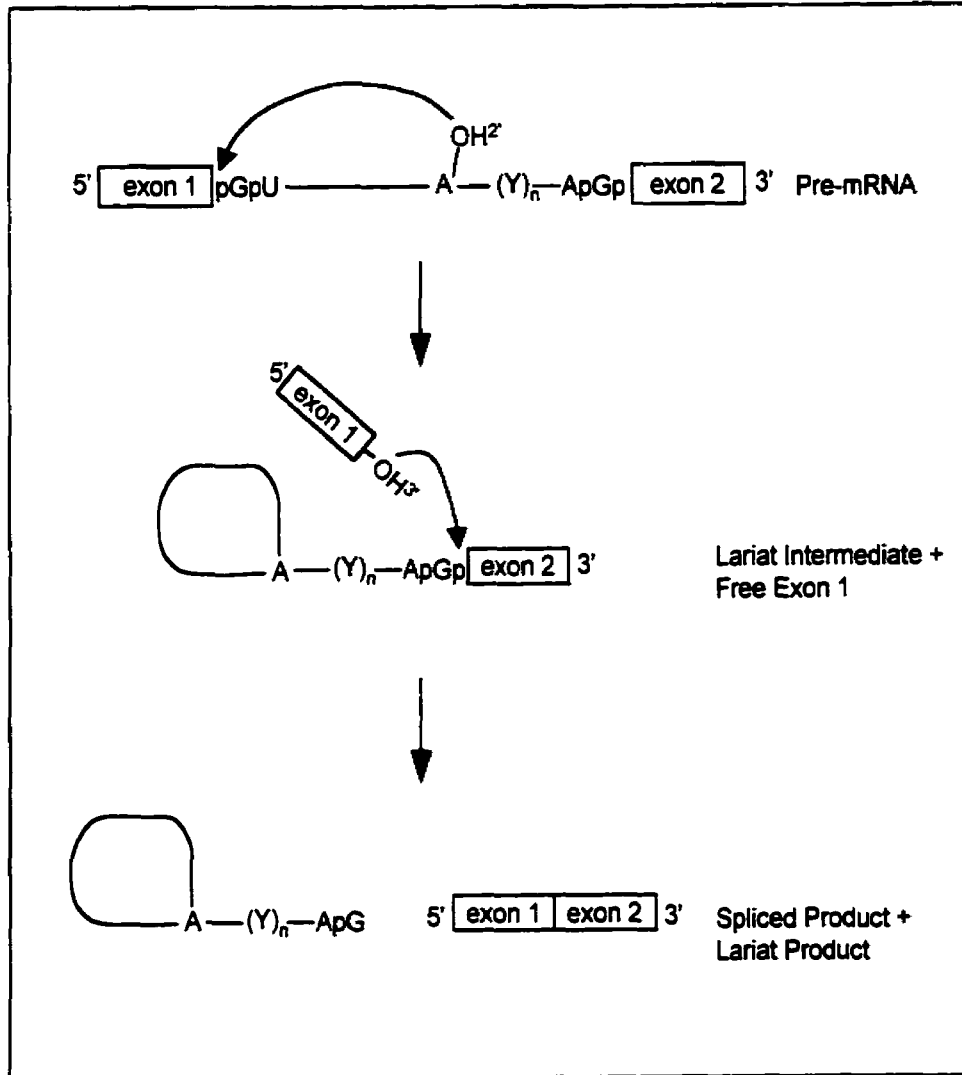 OH2'
5' exon 1 pGpU A (Y)n ApGp exon 2 3' Pre-mRNA
5' exon 1 OH3'
A (Y)n ApGp exon 2 3' Lariat Intermediate +
Free Exon 1
A (Y)n ApG 5' exon 1 exon 2 3' Spliced Product +
Lariat Product